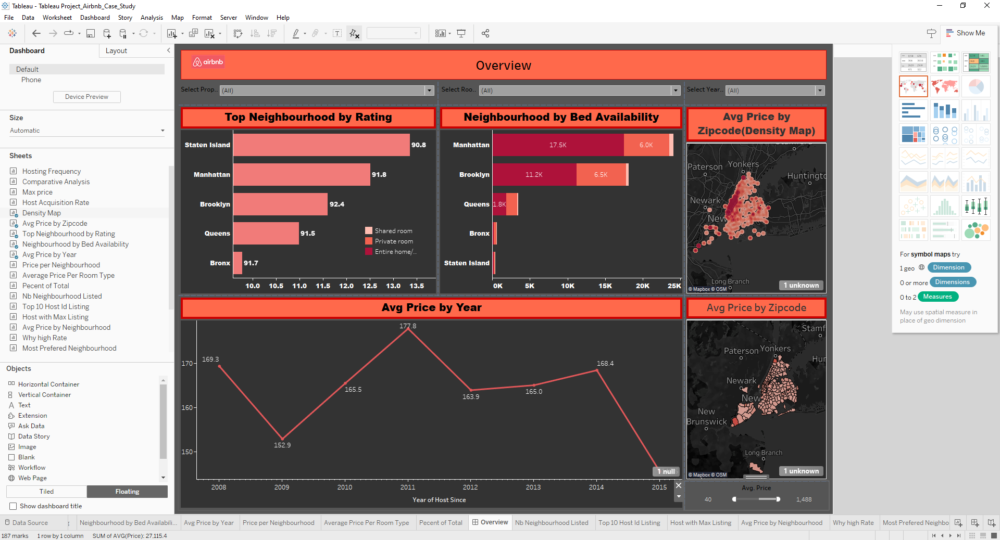 Tableau - Tableau Project_Airbnb_Case_Study
File Data Worksheet Dashboard Story Analysis Map Format Server Window Help
Show Me
Dashboard Layout
Default
Phone
Device Preview
Size
Automatic
Sheets
Hosting Frequency
Comparative Analysis
Max price
Host Acquisition Rate
Density Map
Avg Price by Zipcode
Top Neighbourhood by Rating
Neighbourhood by Bed Availability
Avg Price by Year
Price per Neighbourhood
Average Price Per Room Type
Pecent of Total
Nb Neighbourhood Listed
Top 10 Host Id Listing
Host with Max Listing
Avg Price by Neighbourhood
Why high Rate
Most Prefered Neighbourhood
Objects
Horizontal Container
Vertical Container
Text
Extension
Ask Data
Data Story
Image
Blank
Workflow
Web Page
Tiled Floating
Show dashboard title
airbnb
Overview
Select Prop.. (All)
Select Roo.. (All)
Select Year.. (All)
Top Neighbourhood by Rating
Staten Island 90.8
Manhattan 91.8
Brooklyn 92.4
Queens 91.5
Bronx 91.7
10.0 10.5 11.0 11.5 12.0 12.5 13.0 13.5
Shared room
Private room
Entire home/..
Neighbourhood by Bed Availability
Manhattan 17.5K 6.0K
Brooklyn 11.2K 6.5K
Queens 1.8K
Bronx
Staten Island
0K 5K 10K 15K 20K 25K
Avg Price by
Zipcode(Density Map)
Paterson Yonkers
Huntingto
Newark
New
Long Branch
© Mapbox © OSM
1 unknown
Avg Price by Year
177.8
169.3
168.4
170
165.5
165.0
163.9
160
152.9
150
1 null
2008 2009 2010 2011 2012 2013 2014 2015
Year of Host Since
Avg Price by Zipcode
Stamf
Paterson Yonkers
Hun
Newark
New
New
Brunswick
Long Branch
© Mapbox © OSM
1 unknown
Avg. Price
40 1,488
For symbol maps try
1 geo Dimension
0 or more Dimensions
0 to 2 Measures
May use spatial measure in
place of geo dimension
Data Source Neighbourhood by Bed Availabili... Avg Price by Year Price per Neighbourhood Average Price Per Room Type Pecent of Total Overview Nb Neighbourhood Listed Top 10 Host Id Listing Host with Max Listing Avg Price by Neighbourhood Why high Rate Most Prefered Neighbo
187 marks 1 row by 1 column SUM of AVG(Price): 27,115.4